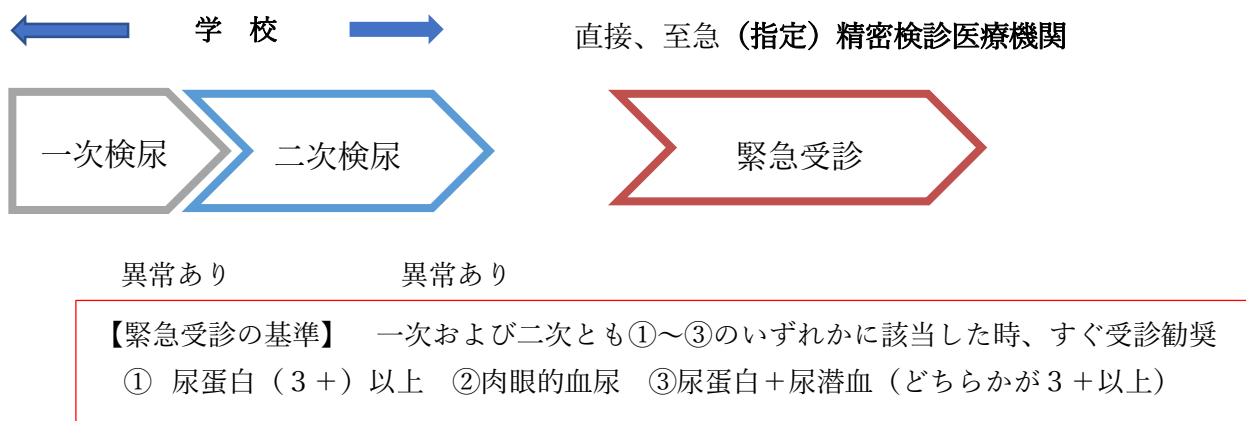 学 校
直接、至急（指定）精密検診医療機関
一次検尿
二次検尿
緊急受診
異常あり
異常あり
【緊急受診の基準】 一次および二次とも①～③のいずれかに該当した時、すぐ受診勧奨
① 尿蛋白（３＋）以上 ②肉眼的血尿 ③尿蛋白＋尿潜血（どちらかが３＋以上）